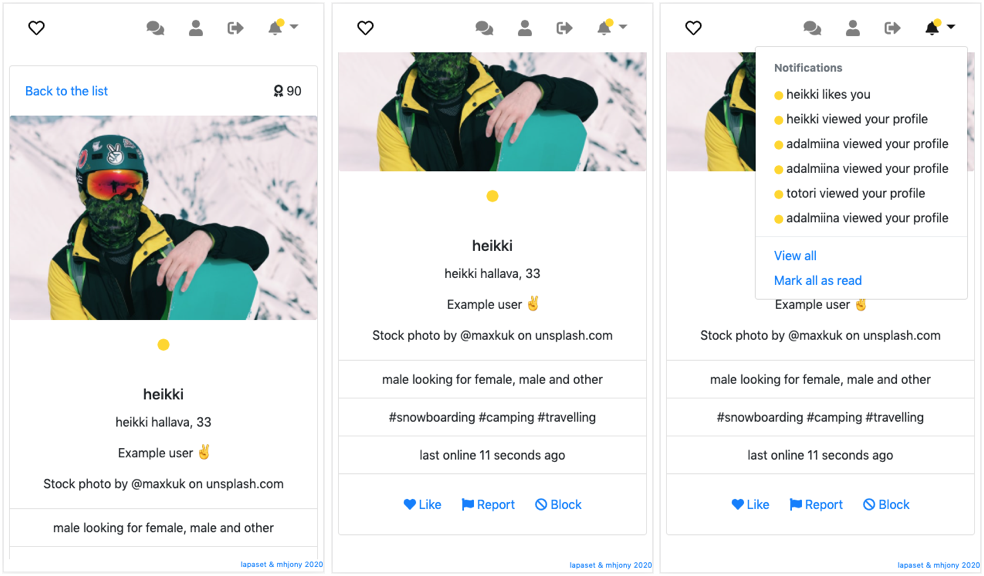 Back to the list
90
heikki
heikki hallava, 33
Example user ✌️
Stock photo by @maxkuk on unsplash.com
male looking for female, male and other
lapaset & mhjony 2020
heikki
heikki hallava, 33
Example user ✌️
Stock photo by @maxkuk on unsplash.com
male looking for female, male and other
#snowboarding #camping #travelling
last online 11 seconds ago
Like Report Block
lapaset & mhjony 2020
Notifications
heikki likes you
heikki viewed your profile
adalmiina viewed your profile
adalmiina viewed your profile
totori viewed your profile
adalmiina viewed your profile
View all
Mark all as read
Example user ✌️
Stock photo by @maxkuk on unsplash.com
male looking for female, male and other
#snowboarding #camping #travelling
last online 11 seconds ago
Like Report Block
lapaset & mhjony 2020